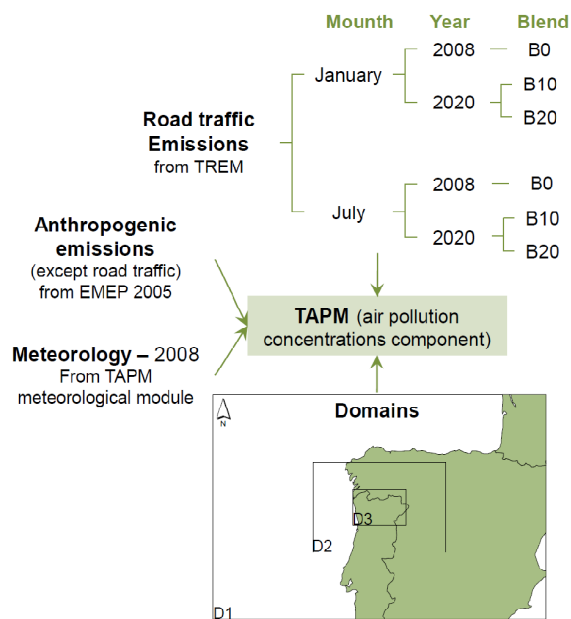 Mounth Year Blend
2008 B0
January
B10
2020
B20
Road traffic
Emissions
from TREM
2008 B0
July
B10
2020
B20
Anthropogenic
emissions
(except road traffic)
from EMEP 2005
TAPM (air pollution
concentrations component)
Meteorology – 2008
From TAPM
meteorological module
Domains
N
D3
D2
D1